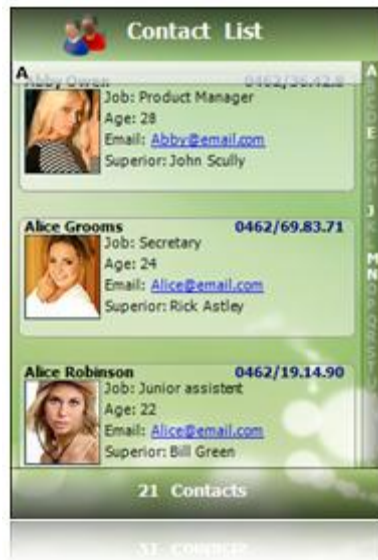 Contact List
A
Abby Owen 0462/36.42.8
Job: Product Manager
Age: 28
Email: Abby@email.com
Superior: John Scully
Alice Grooms 0462/69.83.71
Job: Secretary
Age: 24
Email: Alice@email.com
Superior: Rick Astley
Alice Robinson 0462/19.14.90
Job: Junior assistent
Age: 22
Email: Alice@email.com
Superior: Bill Green
A
B
C
D
E
F
G
H
I
J
K
L
M
N
O
P
Q
R
S
T
U
21 Contacts